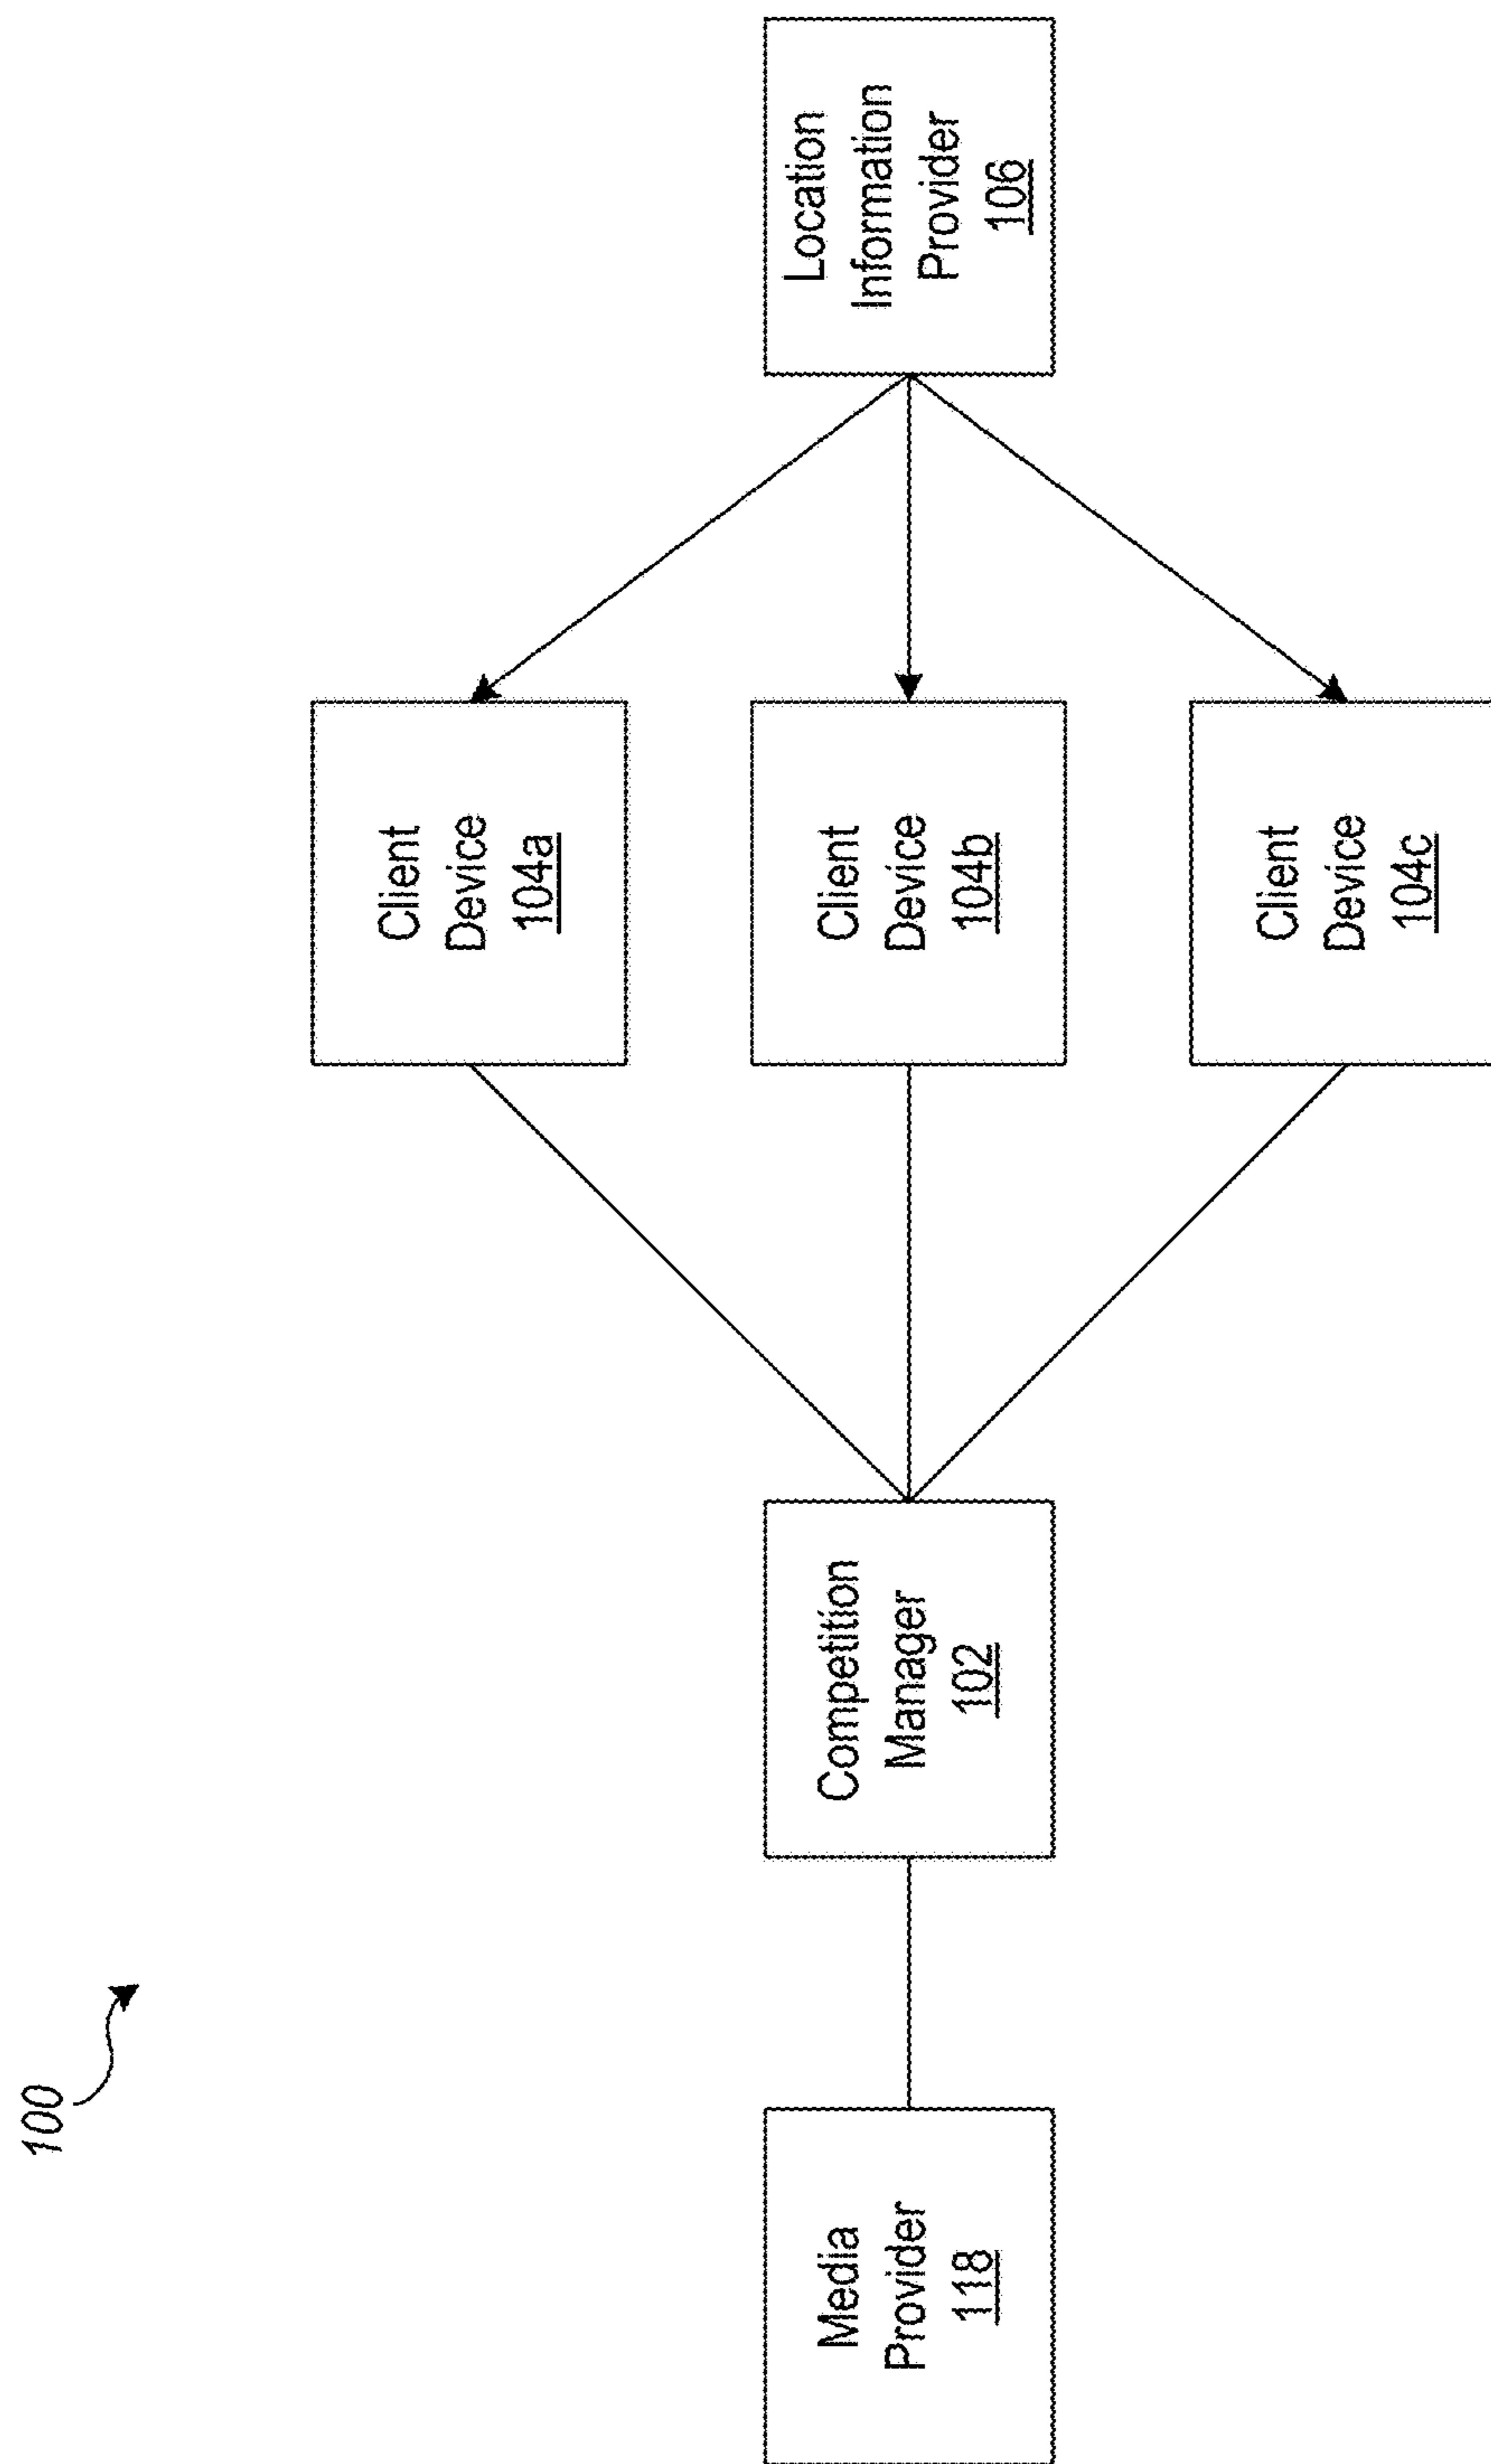 100
Media
Provider
118
Competition
Manager
102
Client
Device
104a
Client
Device
104b
Client
Device
104c
Location
Information
Provider
106